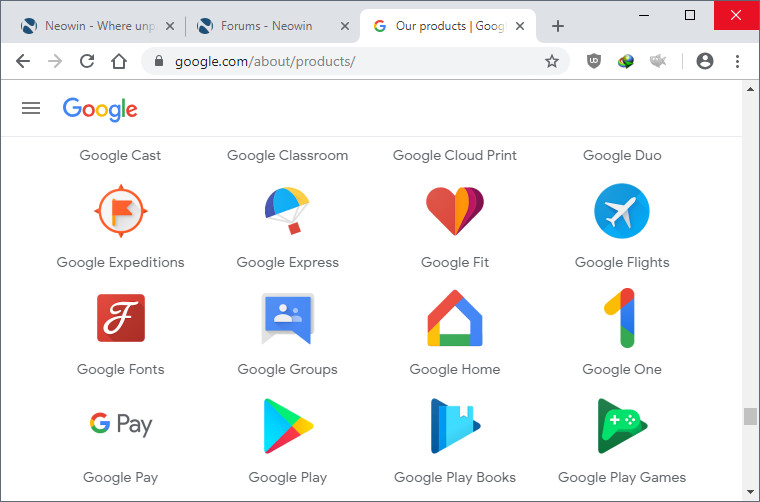 Neowin - Where unp
Forums - Neowin
Our products | Goog
google.com/about/products/
Google
Google Cast
Google Classroom
Google Cloud Print
Google Duo
Google Expeditions
Google Express
Google Fit
Google Flights
Google Fonts
Google Groups
Google Home
Google One
G Pay
Google Pay
Google Play
Google Play Books
Google Play Games